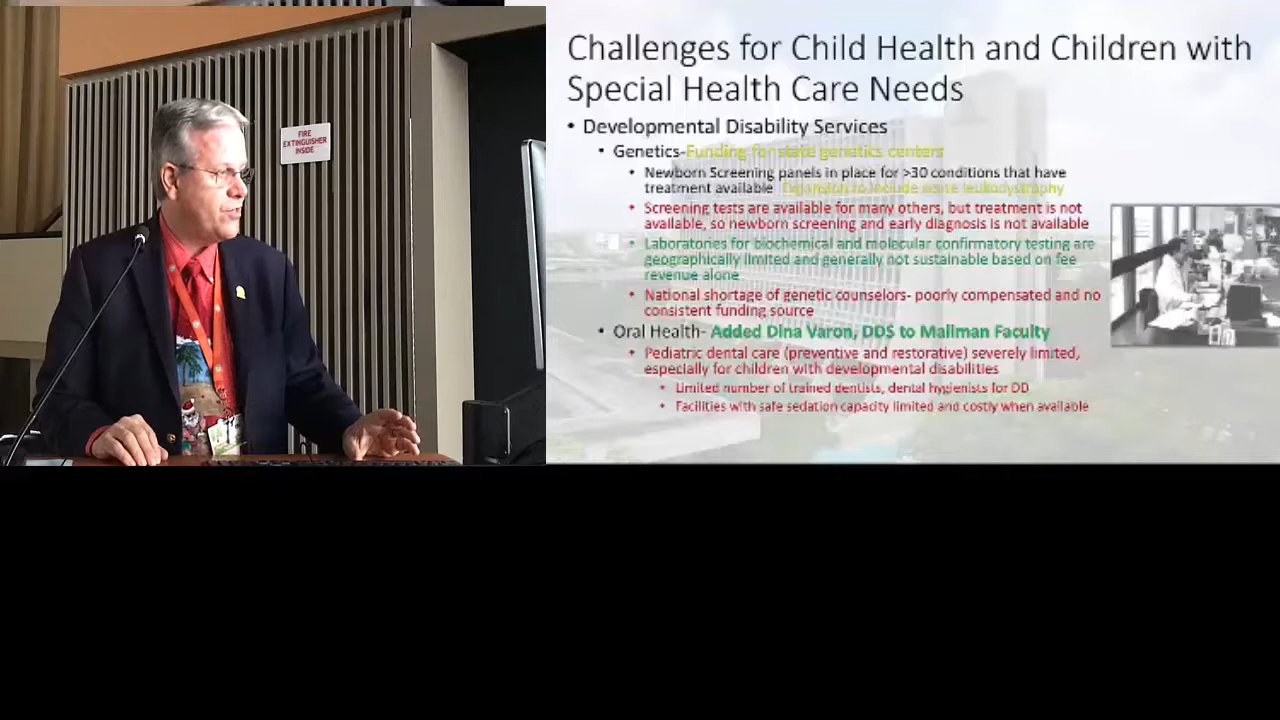 FIRE
EXTINGUISHER
INSIDE
Challenges for Child Health and Children with
Special Health Care Needs
• Developmental Disability Services
• Genetics-Funding for state genetics centers
• Newborn Screening panels in place for >30 conditions that have
treatment available Expansion to include some leukodystrophy
• Screening tests are available for many others, but treatment is not
available, so newborn screening and early diagnosis is not available
• Laboratories for biochemical and molecular confirmatory testing are
geographically limited and generally not sustainable based on fee
revenue alone
• National shortage of genetic counselors- poorly compensated and no
consistent funding source
• Oral Health- Added Dina Varon, DDS to Mailman Faculty
• Pediatric dental care (preventive and restorative) severely limited,
especially for children with developmental disabilities
• Limited number of trained dentists, dental hygienists for DD
• Facilities with safe sedation capacity limited and costly when available